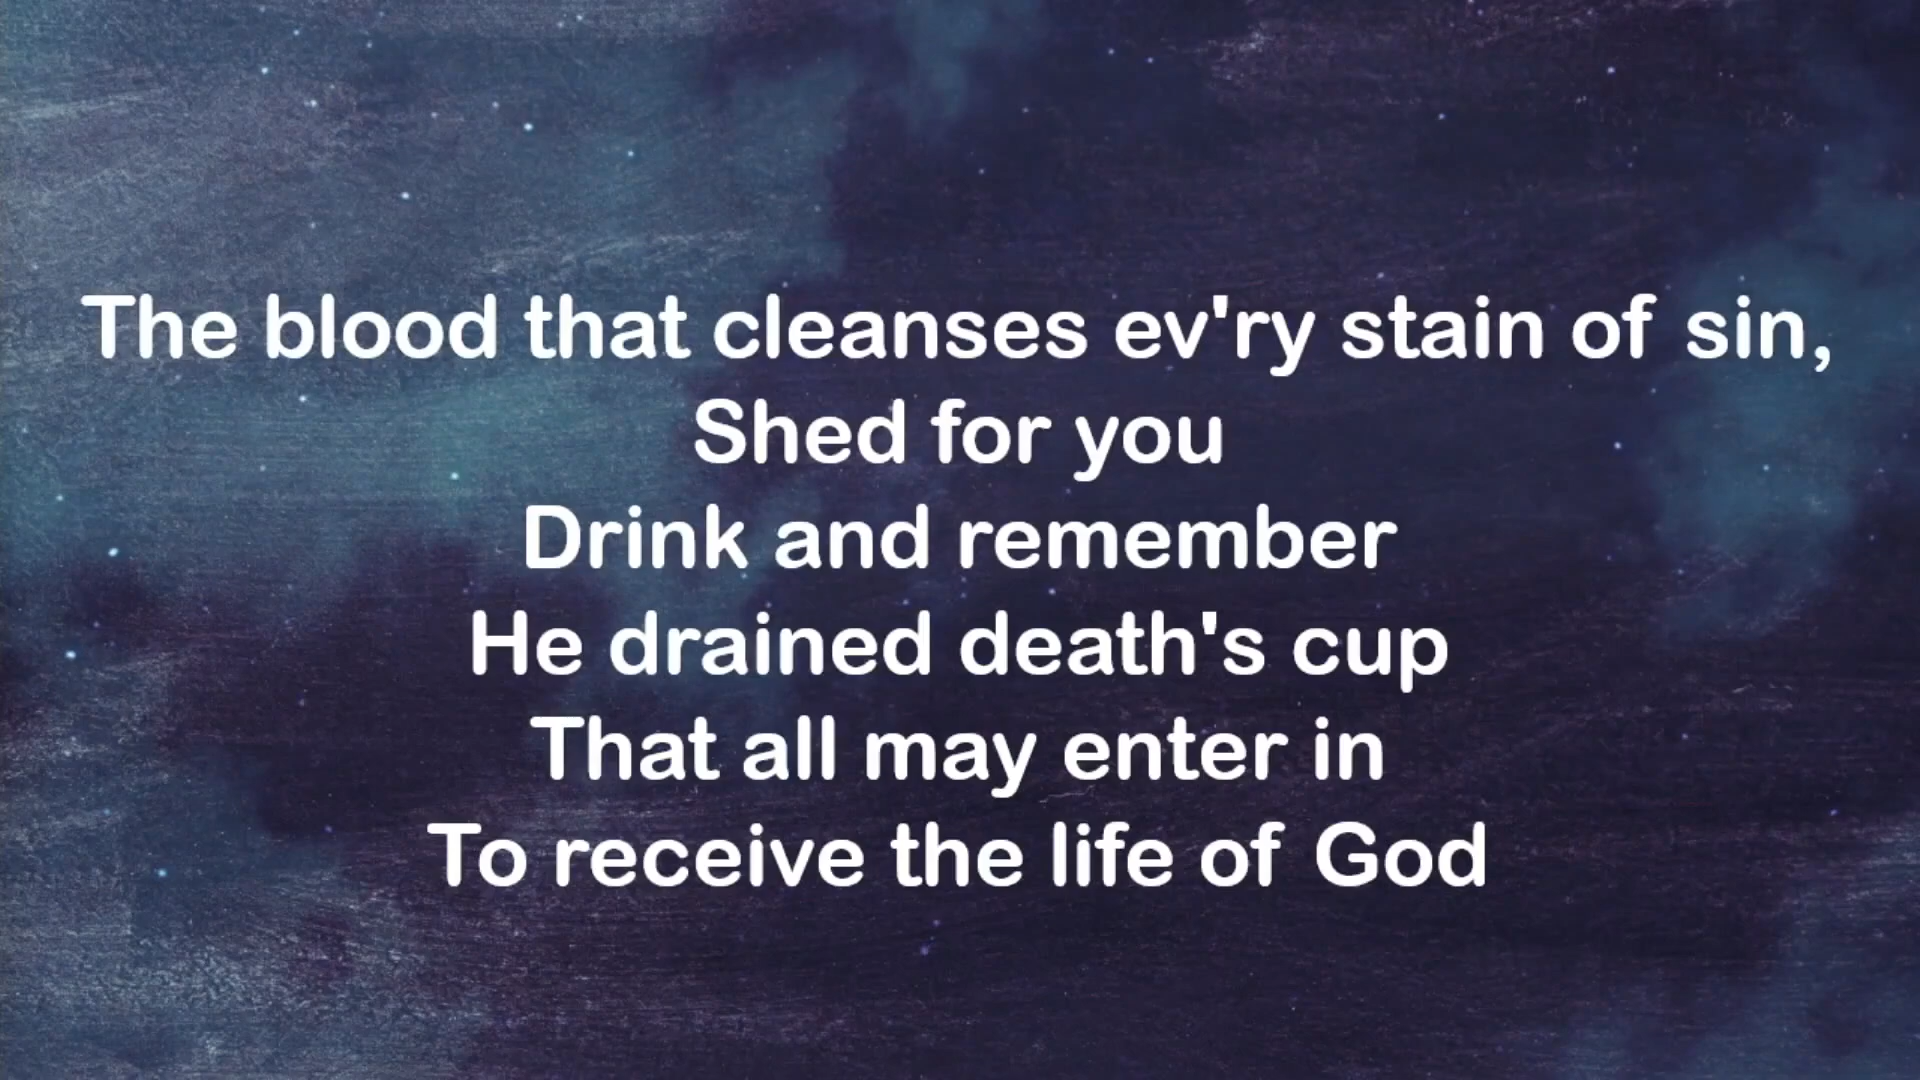 The blood that cleanses ev'ry stain of sin,
Shed for you
Drink and remember
He drained death's cup
That all may enter in
To receive the life of God